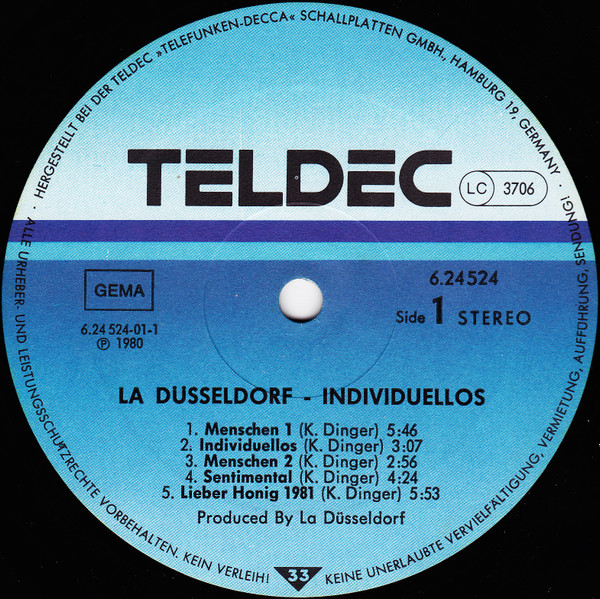 HERGESTELLT BEI DER TELDEC »TELEFUNKEN-DECCA« SCHALLPLATTEN GMBH., HAMBURG 19, GERMANY ·
TELDEC
LC 3706
GEMA
6.24 524-01-1
℗ 1980
6.24524
Side 1 STEREO
LA DÜSSELDORF - INDIVIDUELLOS
1. Menschen 1 (K. Dinger) 5:46
2. Individuellos (K. Dinger) 3:07
3. Menschen 2 (K. Dinger) 2:56
4. Sentimental (K. Dinger) 4:24
5. Lieber Honig 1981 (K. Dinger) 5:53
Produced By La Düsseldorf
33
· ALLE URHEBER- UND LEISTUNGSSCHUTZRECHTE VORBEHALTEN. KEIN VERLEIH! KEINE UNERLAUBTE VERVIELFÄLTIGUNG, VERMIETUNG, AUFFÜHRUNG, SENDUNG! ·